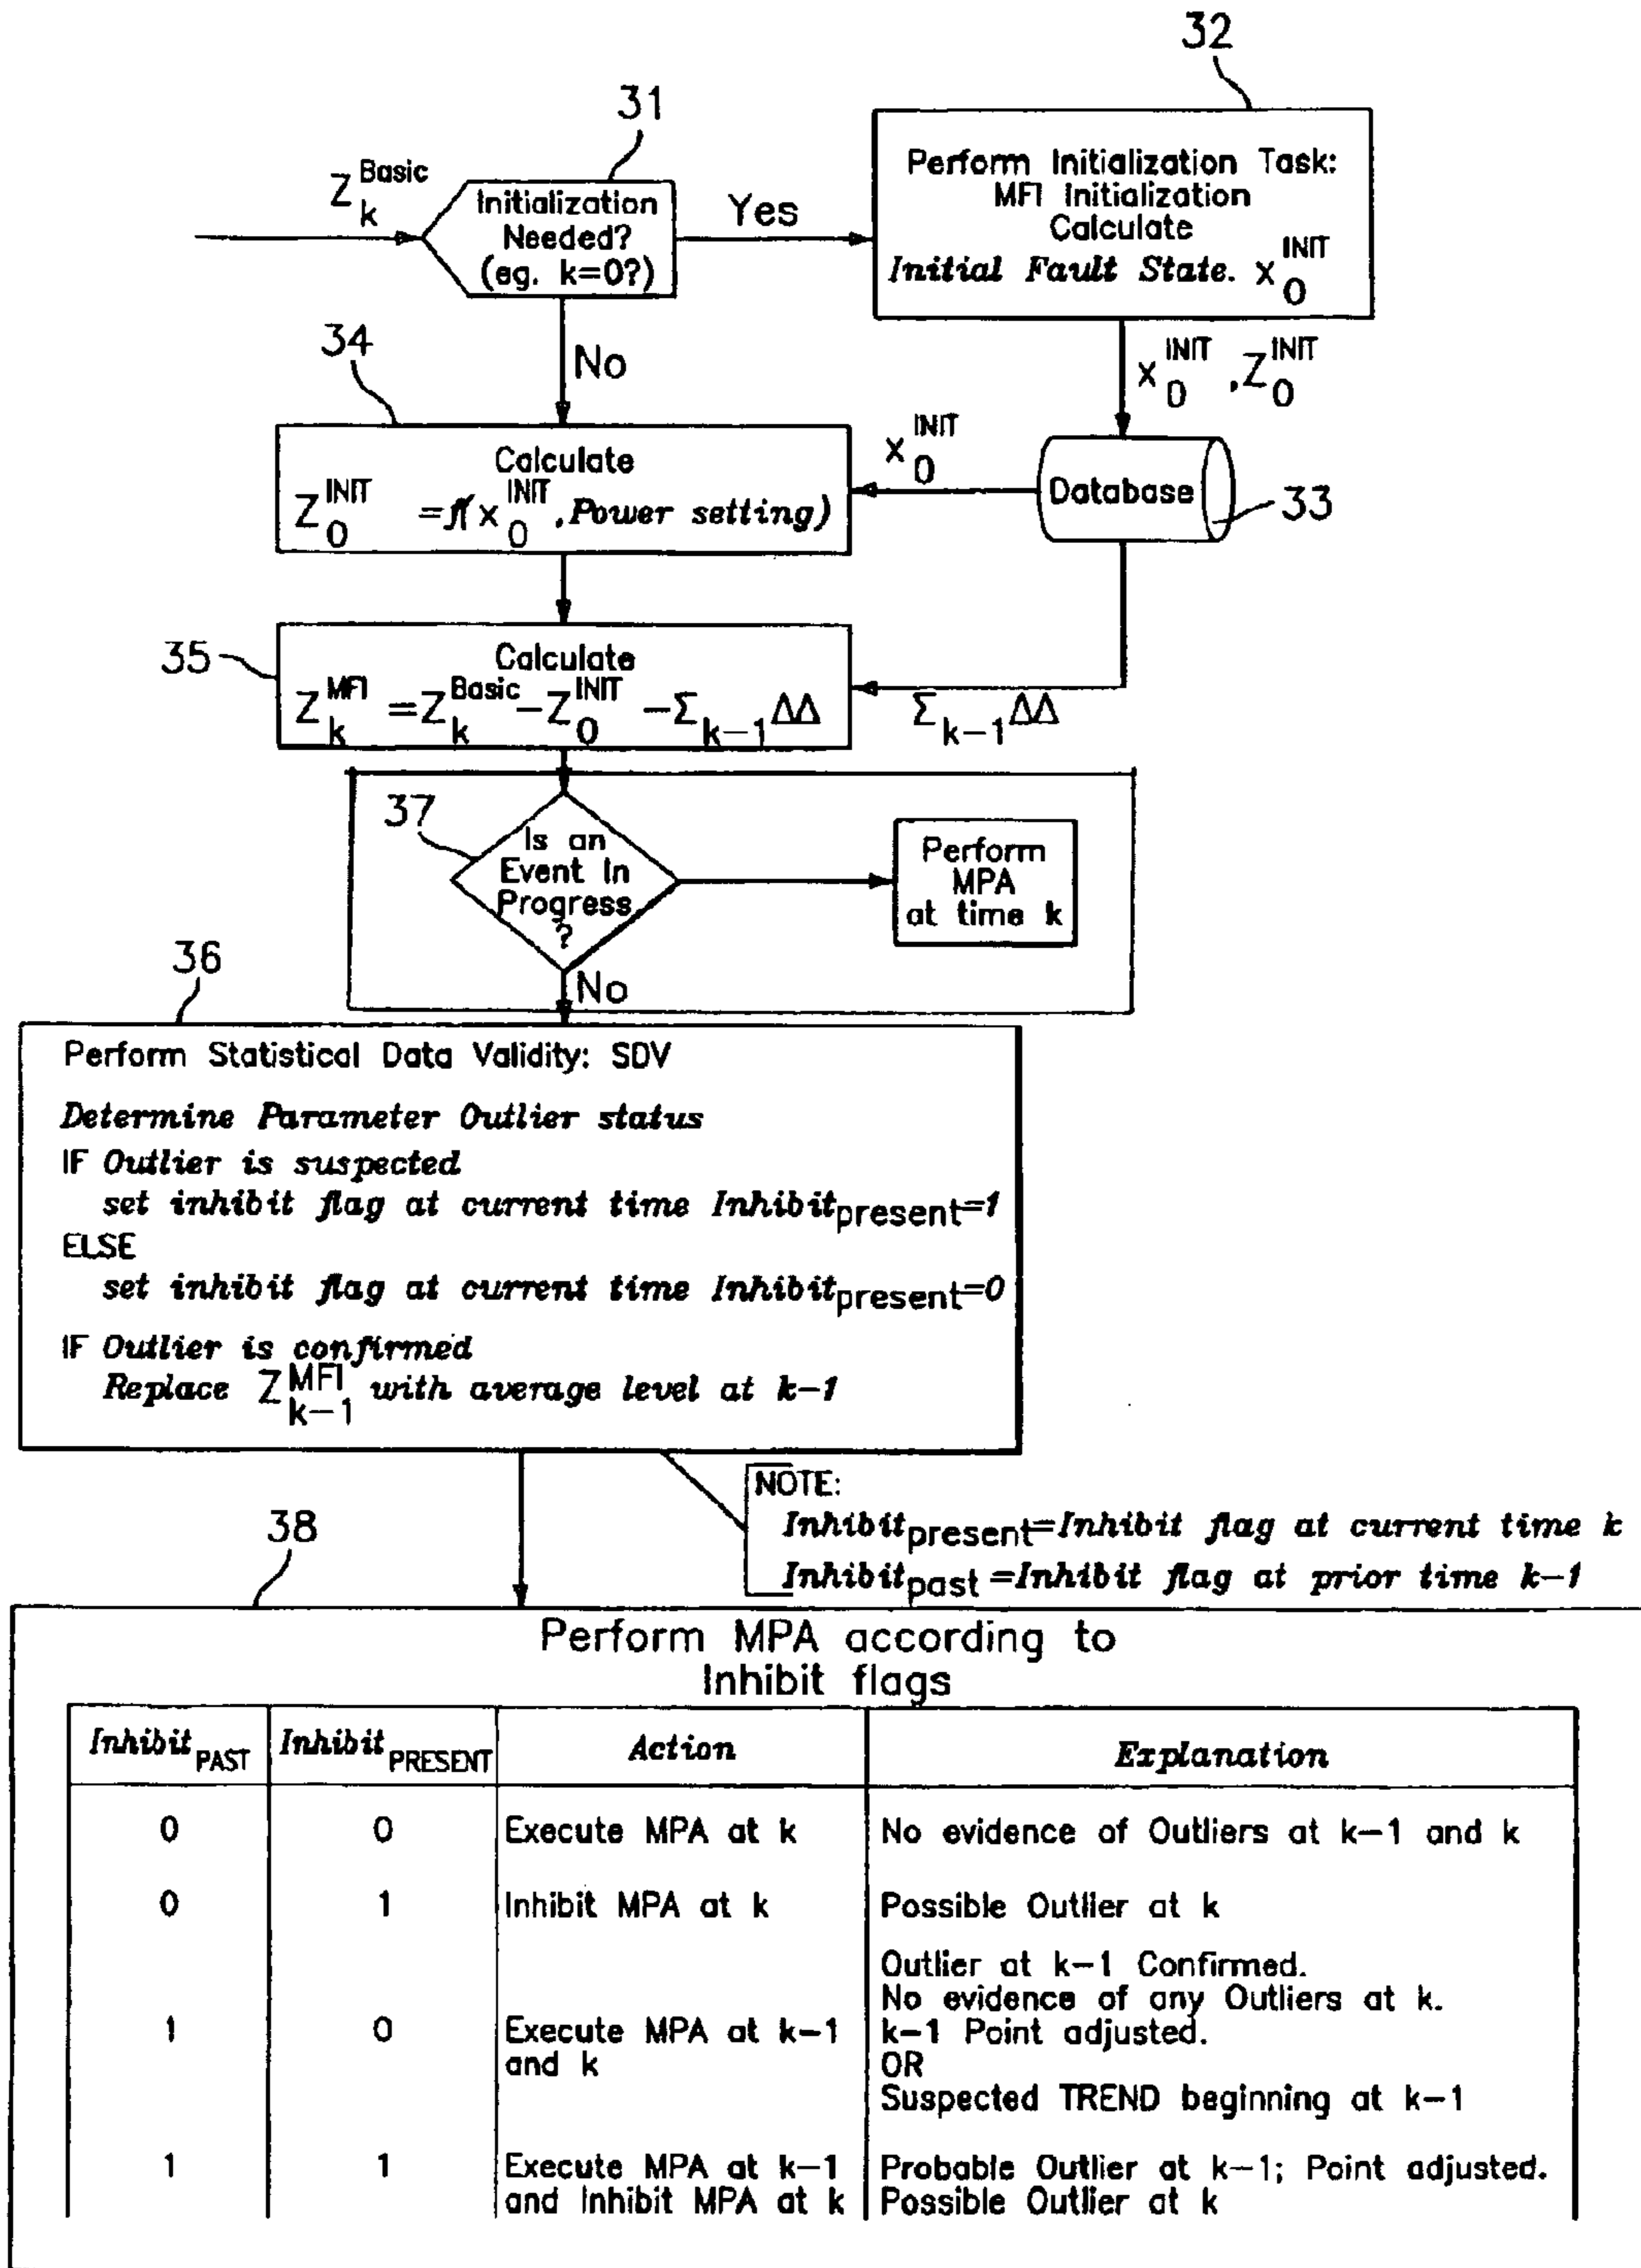 32
31
Z_k^Basic
Initialization
Needed?
(eg. k=0?)
Yes
Perform Initialization Task:
MFI Initialization
Calculate
Initial Fault State. x_0^INIT
No
x_0^INIT , Z_0^INIT
34
Calculate
Z_0^INIT =f(x_0^INIT, Power setting)
x_0^INIT
Database
33
35
Calculate
Z_k^MFI =Z_k^Basic -Z_0^INIT -Σ_k-1 ΔΔ
Σ_k-1 ΔΔ
37
Is an
Event In
Progress
?
Perform
MPA
at time k
No
36
Perform Statistical Data Validity: SDV
Determine Parameter Outlier status
IF Outlier is suspected
set inhibit flag at current time Inhibit_present=1
ELSE
set inhibit flag at current time Inhibit_present=0
IF Outlier is confirmed
Replace Z_k-1^MFI with average level at k-1
NOTE:
Inhibit_present=Inhibit flag at current time k
Inhibit_past=Inhibit flag at prior time k-1
38
Perform MPA according to
Inhibit flags
Inhibit_PAST Inhibit_PRESENT Action Explanation
0 0 Execute MPA at k No evidence of Outliers at k-1 and k
0 1 Inhibit MPA at k Possible Outlier at k
Outlier at k-1 Confirmed.
No evidence of any Outliers at k.
1 0 Execute MPA at k-1 k-1 Point adjusted.
and k OR
Suspected TREND beginning at k-1
1 1 Execute MPA at k-1 Probable Outlier at k-1; Point adjusted.
and Inhibit MPA at k Possible Outlier at k